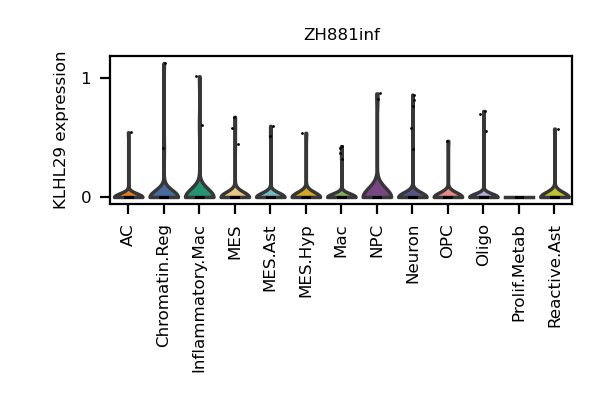 ZH881inf
KLHL29 expression
1
0
AC
Chromatin.Reg
Inflammatory.Mac
MES
MES.Ast
MES.Hyp
Mac
NPC
Neuron
OPC
Oligo
Prolif.Metab
Reactive.Ast